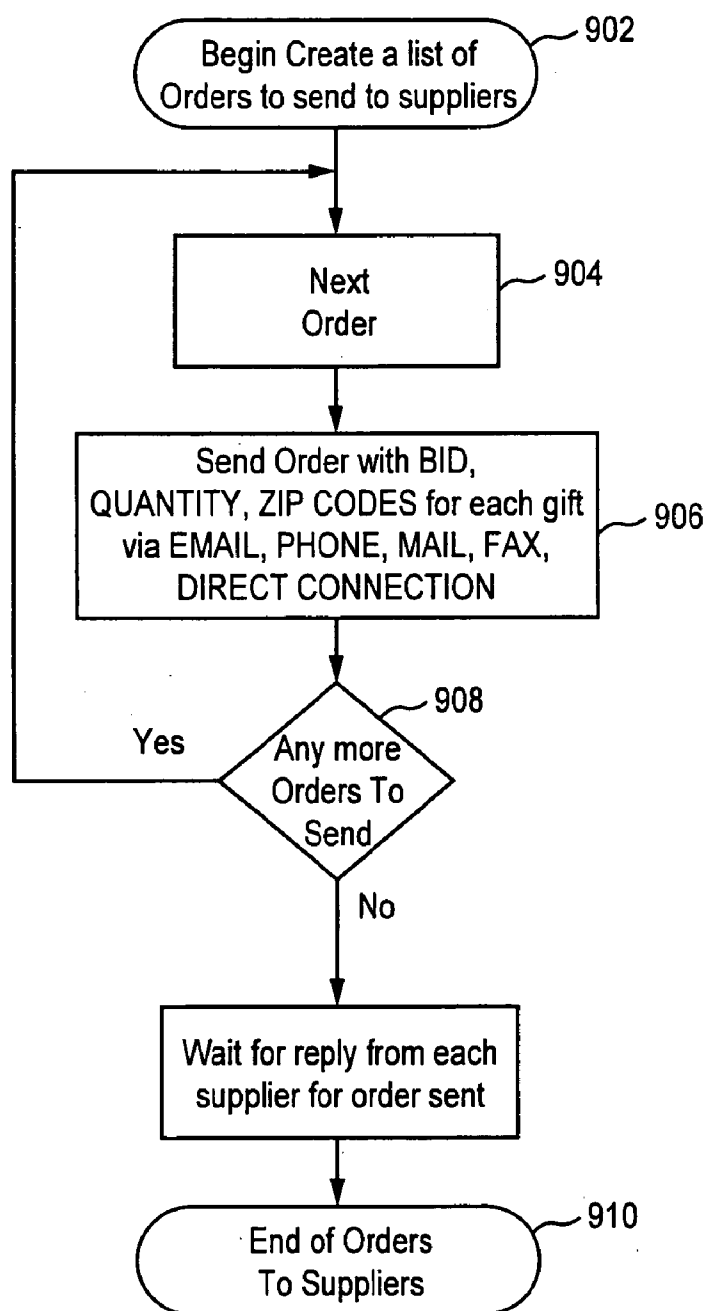 Begin Create a list of
Orders to send to suppliers
902
Next
Order
904
Send Order with BID,
QUANTITY, ZIP CODES for each gift
via EMAIL, PHONE, MAIL, FAX,
DIRECT CONNECTION
906
908
Yes
Any more
Orders To
Send
No
Wait for reply from each
supplier for order sent
End of Orders
To Suppliers
910